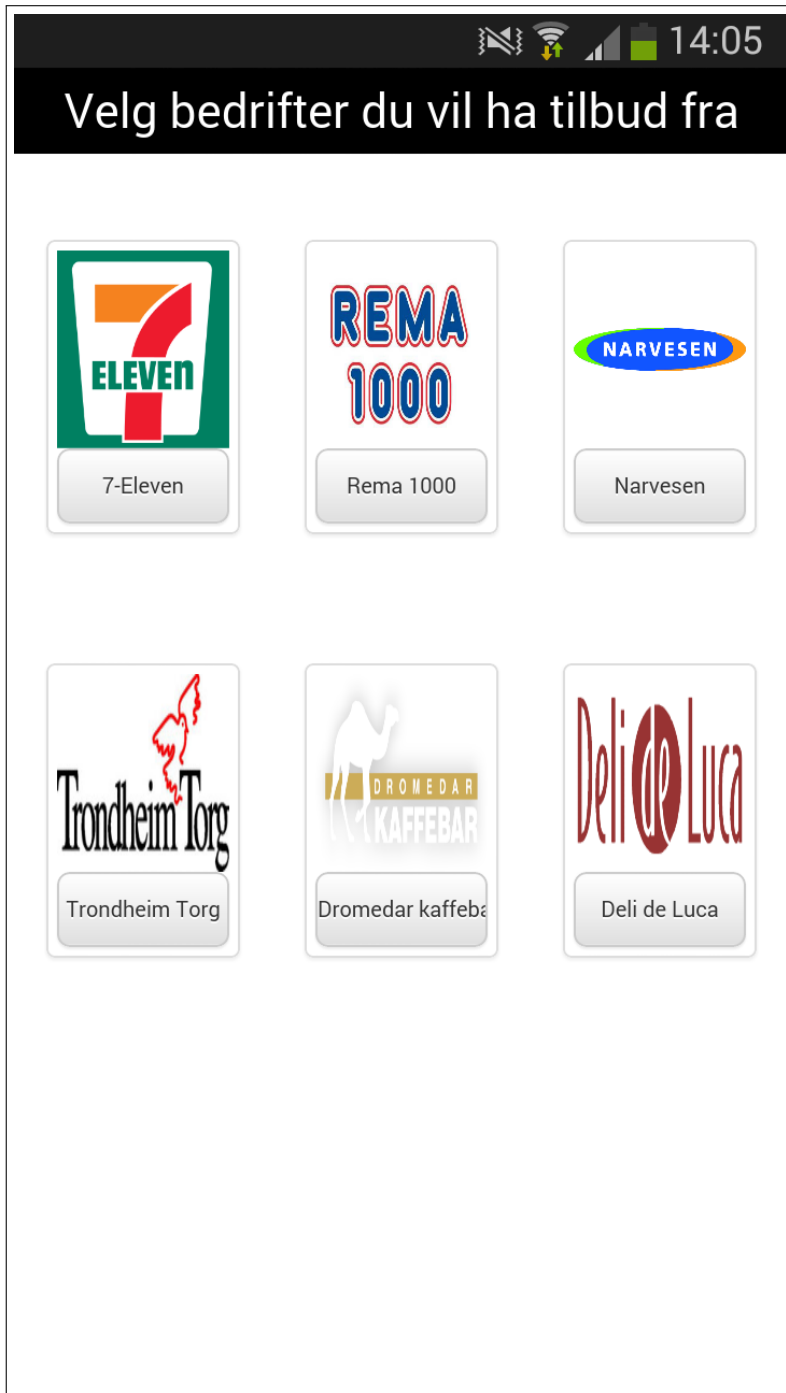 14:05
Velg bedrifter du vil ha tilbud fra
7
ELEVEN
REMA
1000
NARVESEN
7-Eleven
Rema 1000
Narvesen
Trondheim Torg
DROMEDAR
KAFFEBAR
Deli de Luca
Trondheim Torg
Dromedar kaffeba
Deli de Luca